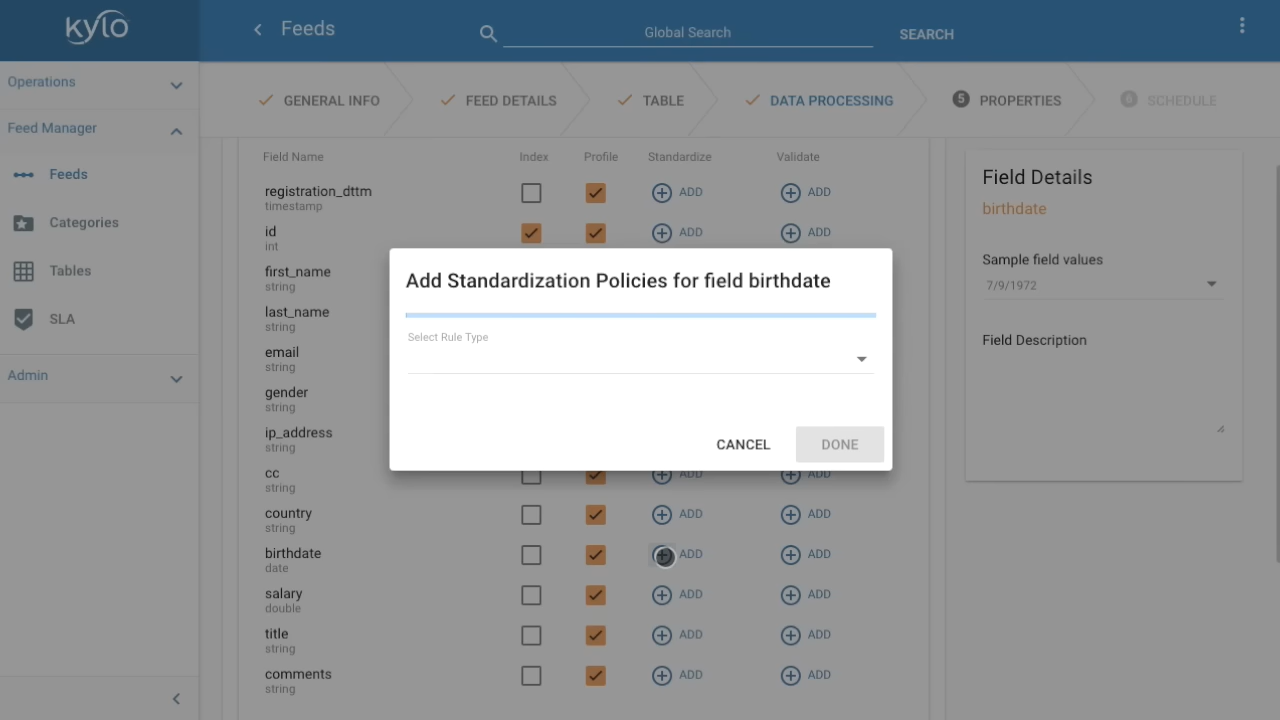 kylo
Feeds
Global Search
SEARCH
Operations
Feed Manager
Feeds
Categories
Tables
SLA
Admin
GENERAL INFO
FEED DETAILS
TABLE
DATA PROCESSING
5 PROPERTIES
6 SCHEDULE
Field Name Index Profile Standardize Validate
registration_dttm ADD ADD
timestamp
id ADD ADD
int
first_name
string
last_name
string
email
string
gender
string
ip_address
string
cc ADD ADD
string
country ADD ADD
string
birthdate ADD ADD
date
salary ADD ADD
double
title ADD ADD
string
comments ADD ADD
string
Add Standardization Policies for field birthdate
Select Rule Type
CANCEL DONE
Field Details
birthdate
Sample field values
7/9/1972
Field Description